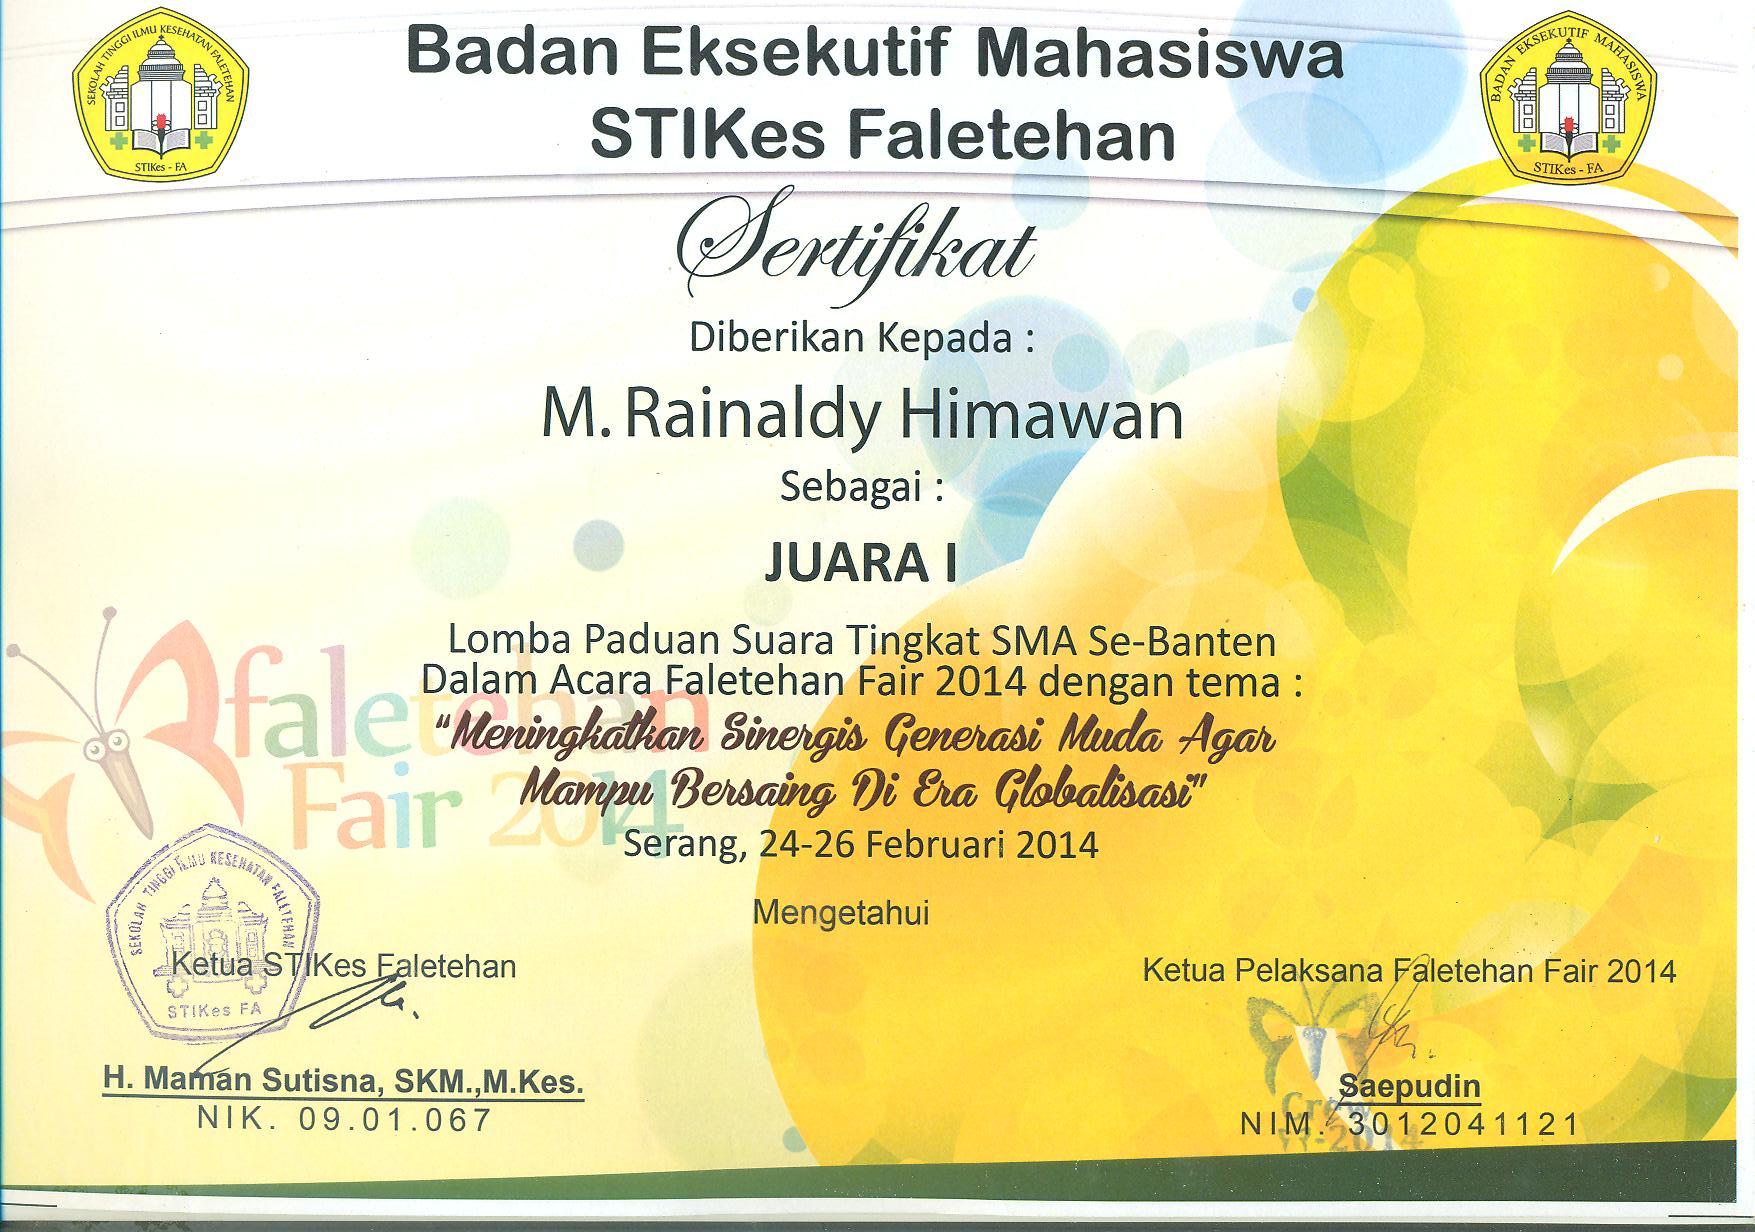 SEKOLAH TINGGI ILMU KESEHATAN FALETEHAN
STIKes - FA
Badan Eksekutif Mahasiswa
STIKes Faletehan
BADAN EKSEKUTIF MAHASISWA
STIKes - FA
Sertifikat
Diberikan Kepada :
M. Rainaldy Himawan
Sebagai :
JUARA I
Lomba Paduan Suara Tingkat SMA Se-Banten
Dalam Acara Faletehan Fair 2014 dengan tema :
"Meningkatkan Sinergis Generasi Muda Agar
Mampu Bersaing Di Era Globalisasi"
Serang, 24-26 Februari 2014
faletehan
Fair 2014
Mengetahui
SEKOLAH TINGGI ILMU KESEHATAN FALETEHAN
STIKes FA
Ketua STIKes Faletehan
H. Maman Sutisna, SKM.,M.Kes.
NIK. 09.01.067
Ketua Pelaksana Faletehan Fair 2014
Saepudin
NIM. 3012041121
Crew